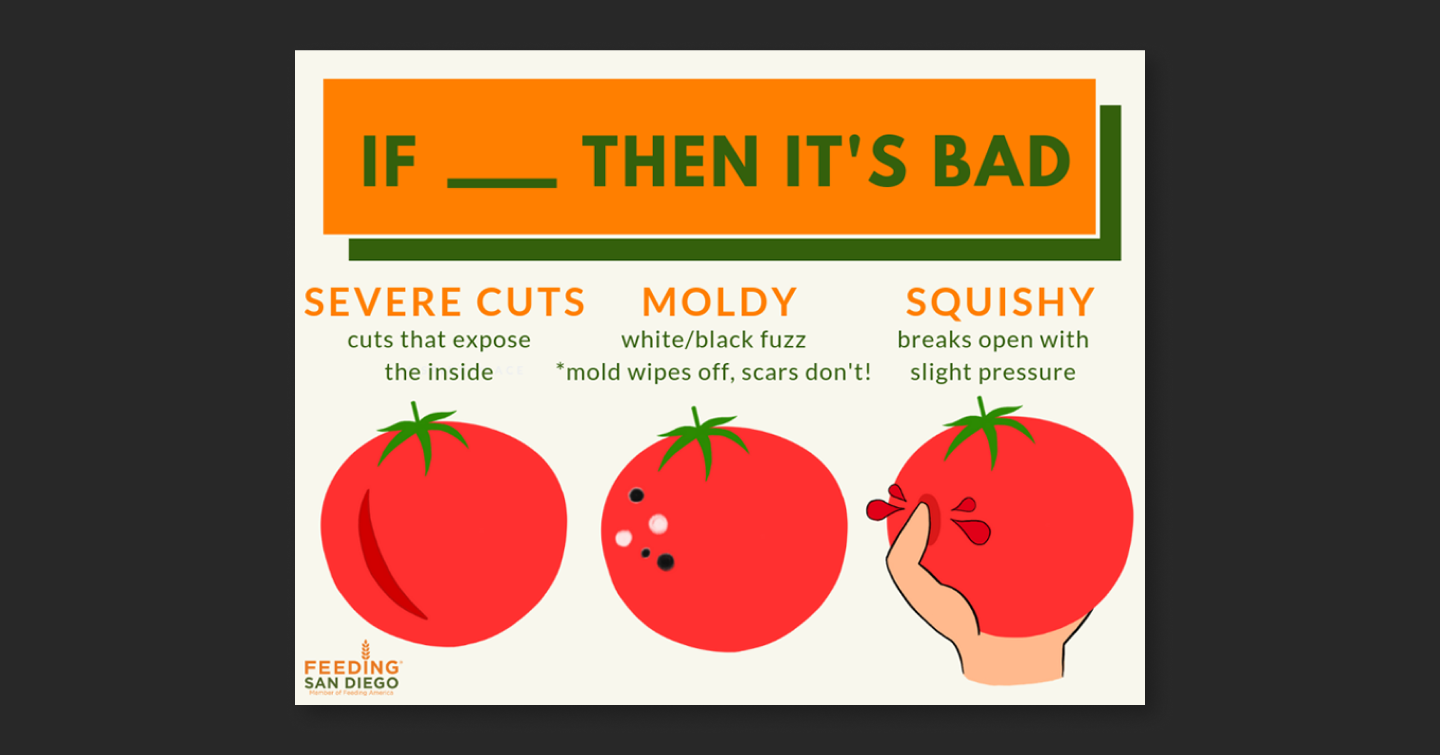 IF ___ THEN IT'S BAD
SEVERE CUTS
cuts that expose
the inside
MOLDY
white/black fuzz
*mold wipes off, scars don't!
SQUISHY
breaks open with
slight pressure
FEEDING
SAN DIEGO
Member of Feeding America